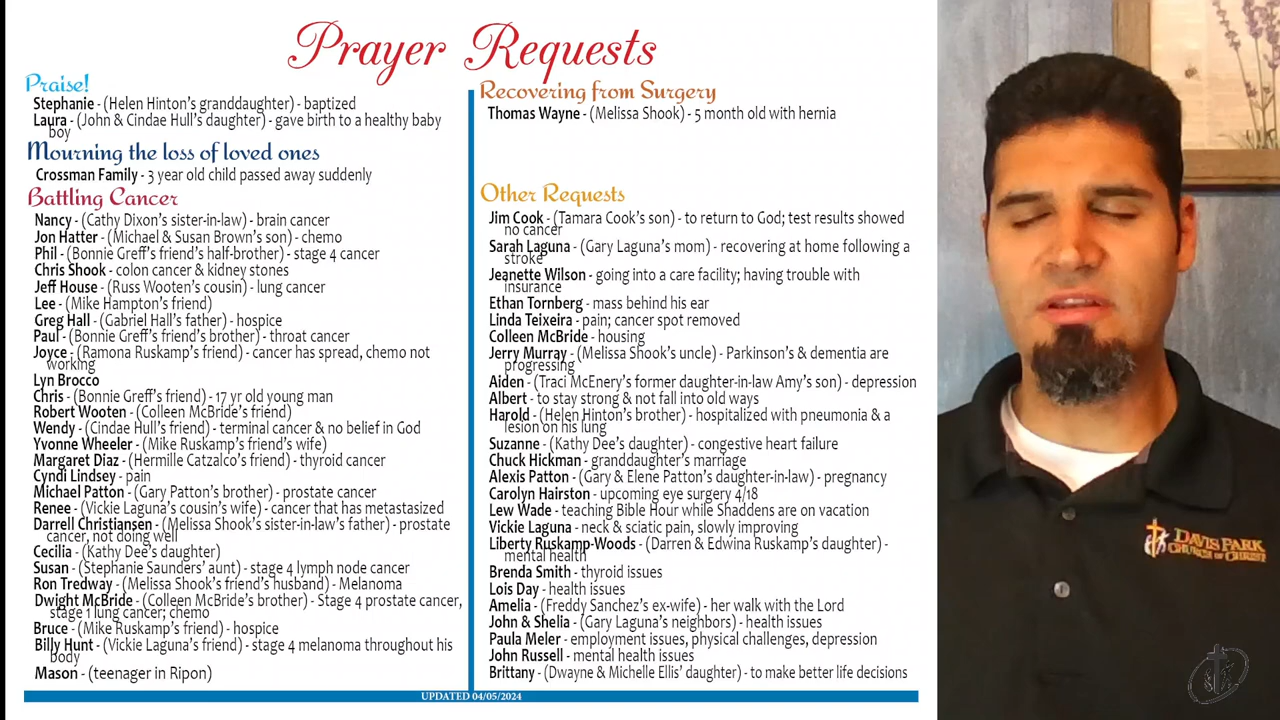 Prayer Requests
Praise!
Stephanie - (Helen Hinton's granddaughter) - baptized
Laura - (John & Cindae Hull's daughter) - gave birth to a healthy baby
boy
Mourning the loss of loved ones
Crossman Family - 3 year old child passed away suddenly
Battling Cancer
Nancy - (Cathy Dixon's sister-in-law) - brain cancer
Jon Hatter - (Michael & Susan Brown's son) - chemo
Phil - (Bonnie Greff's friend's half-brother) - stage 4 cancer
Chris Shook - colon cancer & kidney stones
Jeff House - (Russ Wooten's cousin) - lung cancer
Lee - (Mike Hampton's friend)
Greg Hall - (Gabriel Hall's father) - hospice
Paul - (Bonnie Greff's friend's brother) - throat cancer
Joyce - (Ramona Ruskamp's friend) - cancer has spread, chemo not
working
Lyn Brocco
Chris - (Bonnie Greff's friend) - 17 yr old young man
Robert Wooten - (Colleen McBride's friend)
Wendy - (Cindae Hull's friend) - terminal cancer & no belief in God
Yvonne Wheeler - (Mike Ruskamp's friend's wife)
Margaret Diaz - (Hermille Catzalco's friend) - thyroid cancer
Cyndi Lindsey - pain
Michael Patton - (Gary Patton's brother) - prostate cancer
Renee - (Vickie Laguna's cousin's wife) - cancer that has metastasized
Darrell Christiansen - (Melissa Shook's sister-in-law's father) - prostate
cancer, not doing well
Cecilia - (Kathy Dee's daughter)
Susan - (Stephanie Saunders' aunt) - stage 4 lymph node cancer
Ron Tredway - (Melissa Shook's friend's husband) - Melanoma
Dwight McBride - (Colleen McBride's brother) - Stage 4 prostate cancer,
stage 1 lung cancer; chemo
Bruce - (Mike Ruskamp's friend) - hospice
Billy Hunt - (Vickie Laguna's friend) - stage 4 melanoma throughout his
body
Mason - (teenager in Ripon)
Recovering from Surgery
Thomas Wayne - (Melissa Shook) - 5 month old with hernia
Other Requests
Jim Cook - (Tamara Cook's son) - to return to God; test results showed
no cancer
Sarah Laguna - (Gary Laguna's mom) - recovering at home following a
stroke
Jeanette Wilson - going into a care facility; having trouble with
insurance
Ethan Tornberg - mass behind his ear
Linda Teixeira - pain; cancer spot removed
Colleen McBride - housing
Jerry Murray - (Melissa Shook's uncle) - Parkinson's & dementia are
progressing
Aiden - (Traci McEnery's former daughter-in-law Amy's son) - depression
Albert - to stay strong & not fall into old ways
Harold - (Helen Hinton's brother) - hospitalized with pneumonia & a
lesion on his lung
Suzanne - (Kathy Dee's daughter) - congestive heart failure
Chuck Hickman - granddaughter's marriage
Alexis Patton - (Gary & Elene Patton's daughter-in-law) - pregnancy
Carolyn Hairston - upcoming eye surgery 4/18
Lew Wade - teaching Bible Hour while Shaddens are on vacation
Vickie Laguna - neck & sciatic pain, slowly improving
Liberty Ruskamp-Woods - (Darren & Edwina Ruskamp's daughter) -
mental health
Brenda Smith - thyroid issues
Lois Day - health issues
Amelia - (Freddy Sanchez's ex-wife) - her walk with the Lord
John & Shelia - (Gary Laguna's neighbors) - health issues
Paula Meler - employment issues, physical challenges, depression
John Russell - mental health issues
Brittany - (Dwayne & Michelle Ellis' daughter) - to make better life decisions
UPDATED 04/05/2024
DAVIS PARK
CHURCH OF CHRIST